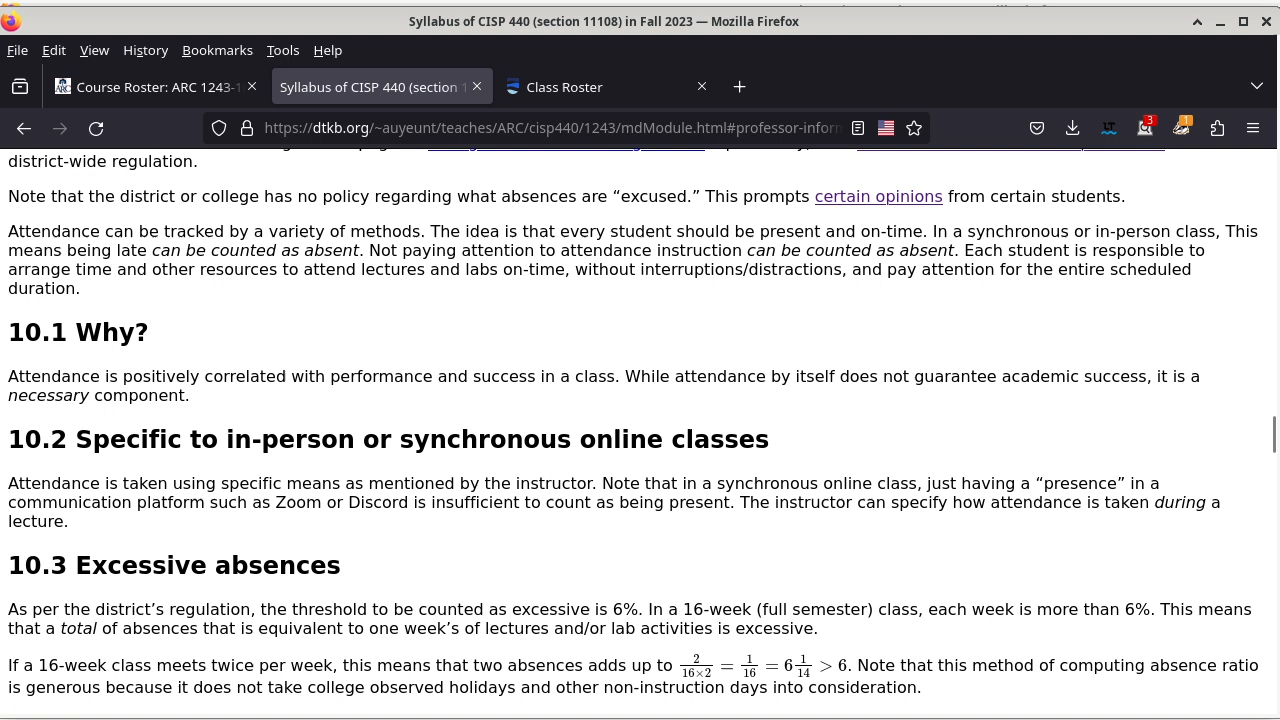 Syllabus of CISP 440 (section 11108) in Fall 2023 — Mozilla Firefox
File Edit View History Bookmarks Tools Help
Course Roster: ARC 1243-1
Syllabus of CISP 440 (section 1
Class Roster
https://dtkb.org/~auyeunt/teaches/ARC/cisp440/1243/mdModule.html#professor-inforn
3
1
district-wide regulation.
Note that the district or college has no policy regarding what absences are “excused.” This prompts certain opinions from certain students.
Attendance can be tracked by a variety of methods. The idea is that every student should be present and on-time. In a synchronous or in-person class, This
means being late can be counted as absent. Not paying attention to attendance instruction can be counted as absent. Each student is responsible to
arrange time and other resources to attend lectures and labs on-time, without interruptions/distractions, and pay attention for the entire scheduled
duration.
10.1 Why?
Attendance is positively correlated with performance and success in a class. While attendance by itself does not guarantee academic success, it is a
necessary component.
10.2 Specific to in-person or synchronous online classes
Attendance is taken using specific means as mentioned by the instructor. Note that in a synchronous online class, just having a “presence” in a
communication platform such as Zoom or Discord is insufficient to count as being present. The instructor can specify how attendance is taken during a
lecture.
10.3 Excessive absences
As per the district’s regulation, the threshold to be counted as excessive is 6%. In a 16-week (full semester) class, each week is more than 6%. This means
that a total of absences that is equivalent to one week’s of lectures and/or lab activities is excessive.
If a 16-week class meets twice per week, this means that two absences adds up to 2/(16×2) = 1/16 = 6 1/14 > 6. Note that this method of computing absence ratio
is generous because it does not take college observed holidays and other non-instruction days into consideration.